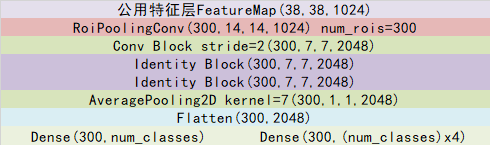 公用特征层FeatureMap(38,38,1024)
RoiPoolingConv(300,14,14,1024) num_rois=300
Conv Block stride=2(300,7,7,2048)
Identity Block(300,7,7,2048)
Identity Block(300,7,7,2048)
AveragePooling2D kernel=7(300,1,1,2048)
Flatten(300,2048)
Dense(300,num_classes) Dense(300,(num_classes)x4)